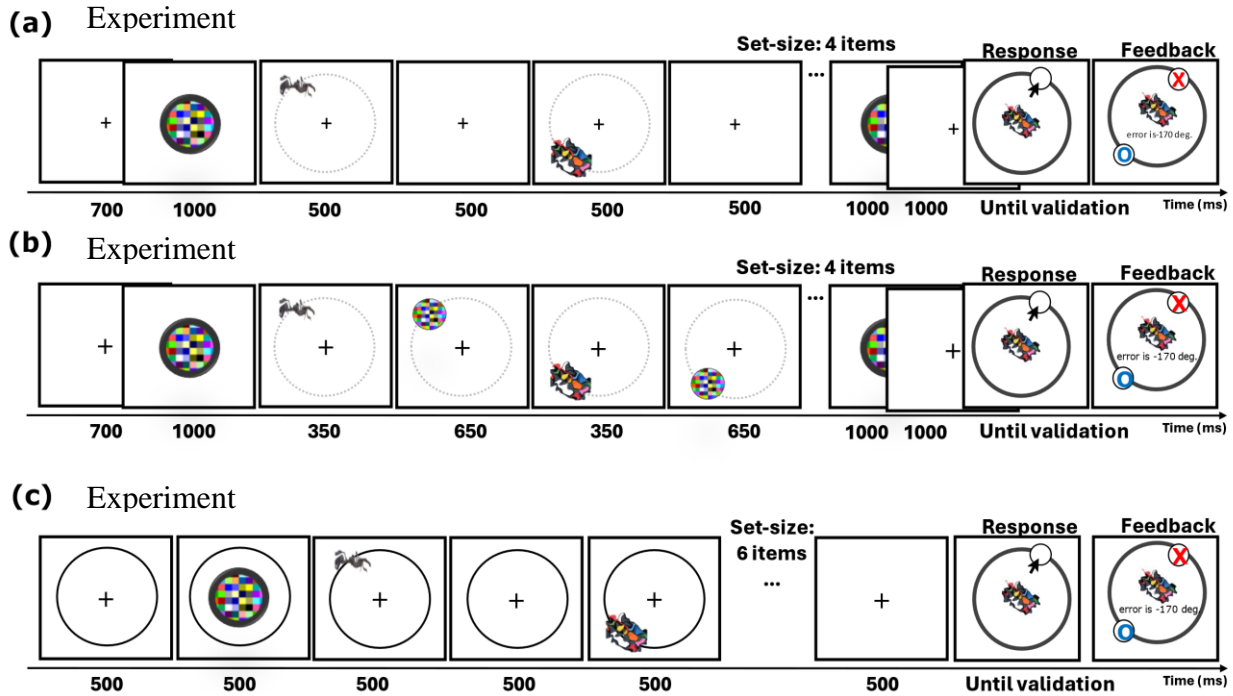 (a) Experiment
Set-size: 4 items
Response
Feedback
...
X
error is-170 deg.
O
700 1000 500 500 500 500 1000 1000 Until validation Time (ms)
(b) Experiment
Set-size: 4 items
Response
Feedback
...
X
error is -170 deg.
O
700 1000 350 650 350 650 1000 1000 Until validation Time (ms)
(c) Experiment
Set-size:
6 items
...
Response
Feedback
X
error is -170 deg.
O
500 500 500 500 500 500 Until validation Time (ms)